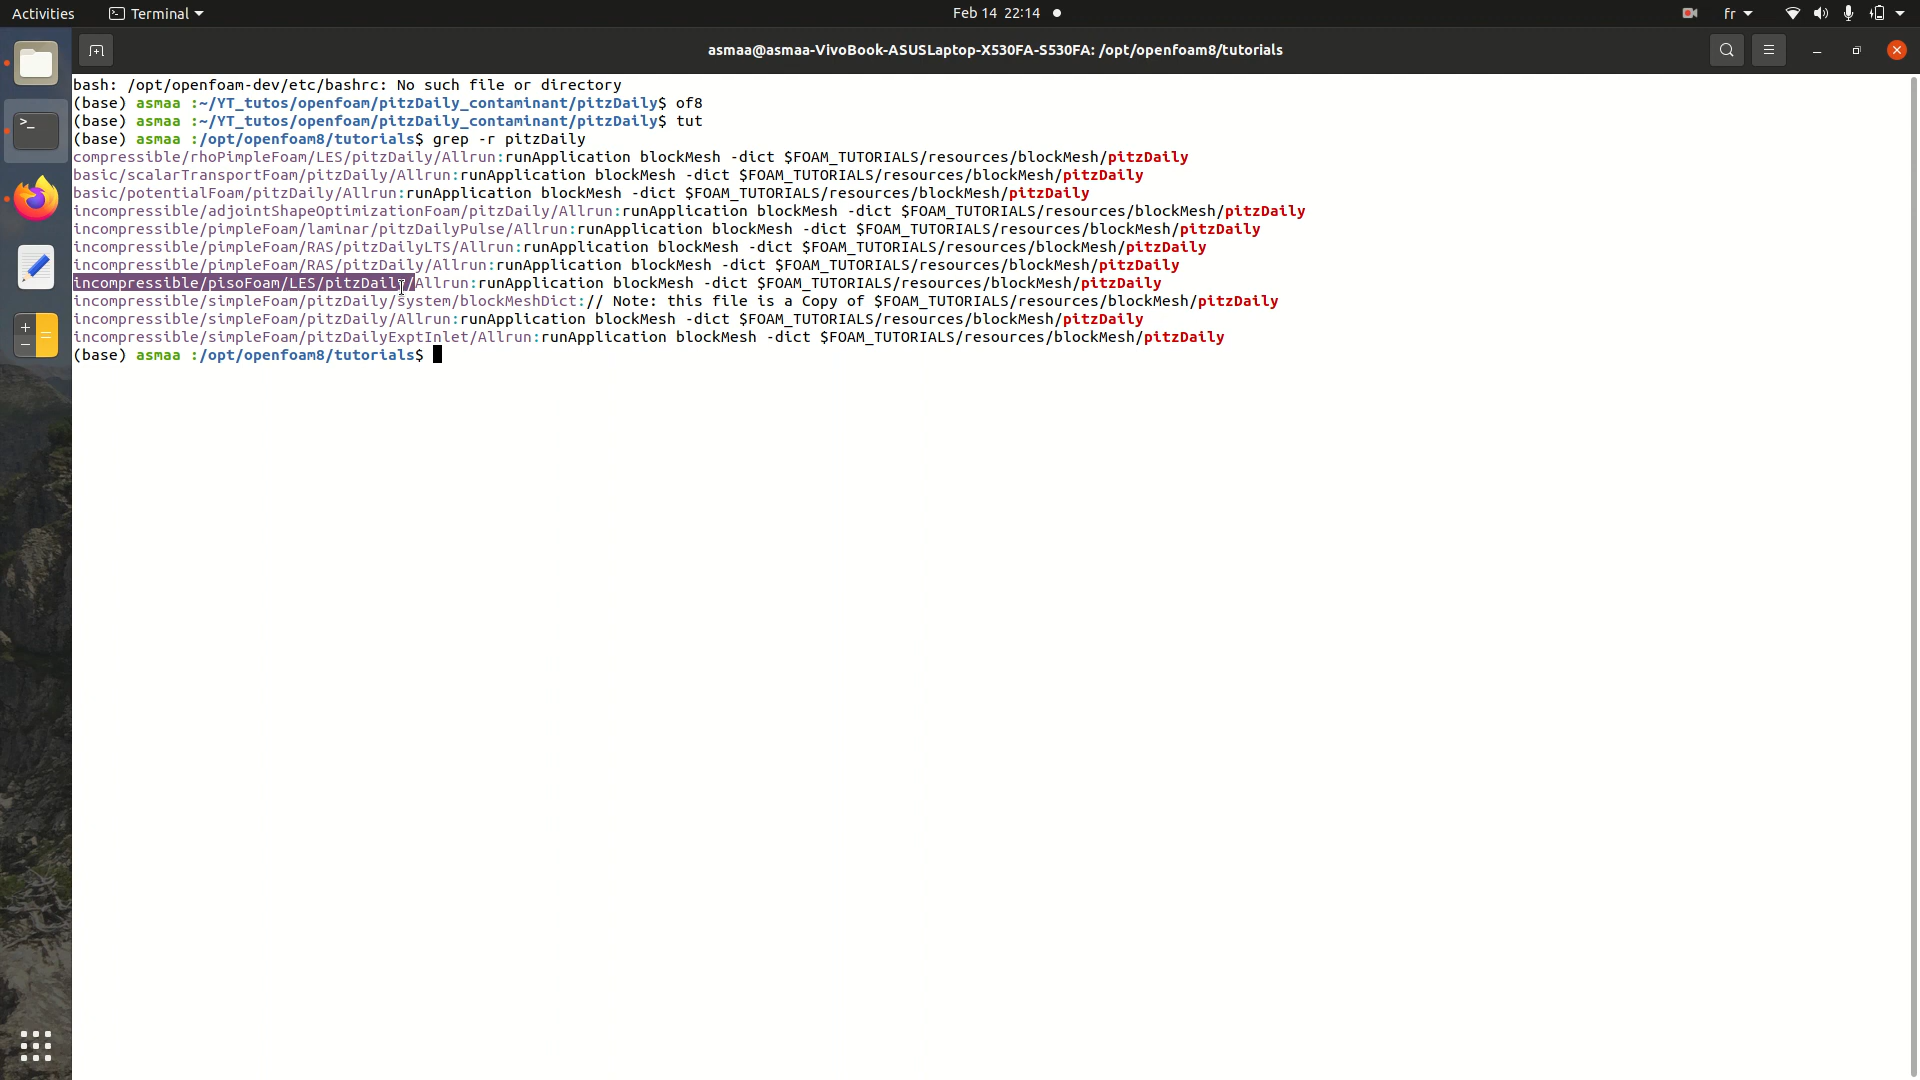 Activities Terminal Feb 14 22:14 fr
asmaa@asmaa-VivoBook-ASUSLaptop-X530FA-S530FA: /opt/openfoam8/tutorials
bash: /opt/openfoam-dev/etc/bashrc: No such file or directory
(base) asmaa :~/YT_tutos/openfoam/pitzDaily_contaminant/pitzDaily$ of8
(base) asmaa :~/YT_tutos/openfoam/pitzDaily_contaminant/pitzDaily$ tut
(base) asmaa :/opt/openfoam8/tutorials$ grep -r pitzDaily
compressible/rhoPimpleFoam/LES/pitzDaily/Allrun:runApplication blockMesh -dict $FOAM_TUTORIALS/resources/blockMesh/pitzDaily
basic/scalarTransportFoam/pitzDaily/Allrun:runApplication blockMesh -dict $FOAM_TUTORIALS/resources/blockMesh/pitzDaily
basic/potentialFoam/pitzDaily/Allrun:runApplication blockMesh -dict $FOAM_TUTORIALS/resources/blockMesh/pitzDaily
incompressible/adjointShapeOptimizationFoam/pitzDaily/Allrun:runApplication blockMesh -dict $FOAM_TUTORIALS/resources/blockMesh/pitzDaily
incompressible/pimpleFoam/laminar/pitzDailyPulse/Allrun:runApplication blockMesh -dict $FOAM_TUTORIALS/resources/blockMesh/pitzDaily
incompressible/pimpleFoam/RAS/pitzDailyLTS/Allrun:runApplication blockMesh -dict $FOAM_TUTORIALS/resources/blockMesh/pitzDaily
incompressible/pimpleFoam/RAS/pitzDaily/Allrun:runApplication blockMesh -dict $FOAM_TUTORIALS/resources/blockMesh/pitzDaily
incompressible/pisoFoam/LES/pitzDaily/Allrun:runApplication blockMesh -dict $FOAM_TUTORIALS/resources/blockMesh/pitzDaily
incompressible/simpleFoam/pitzDaily/system/blockMeshDict:// Note: this file is a Copy of $FOAM_TUTORIALS/resources/blockMesh/pitzDaily
incompressible/simpleFoam/pitzDaily/Allrun:runApplication blockMesh -dict $FOAM_TUTORIALS/resources/blockMesh/pitzDaily
incompressible/simpleFoam/pitzDailyExptInlet/Allrun:runApplication blockMesh -dict $FOAM_TUTORIALS/resources/blockMesh/pitzDaily
(base) asmaa :/opt/openfoam8/tutorials$